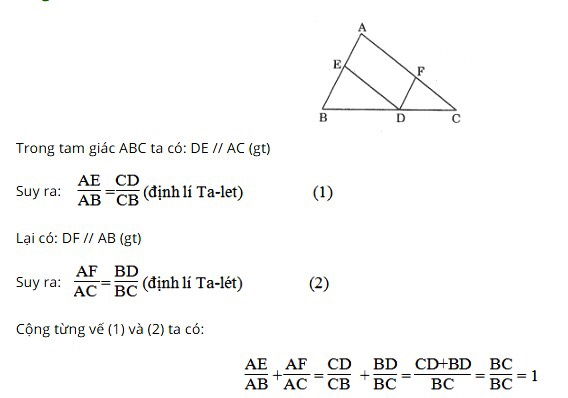 A
E
F
B
D
C
Trong tam giác ABC ta có: DE // AC (gt)
Suy ra: AE/AB = CD/CB (định lí Ta-let) (1)
Lại có: DF // AB (gt)
Suy ra: AF/AC = BD/BC (định lí Ta-lét) (2)
Cộng từng vế (1) và (2) ta có:
AE/AB + AF/AC = CD/CB + BD/BC = CD+BD/BC = BC/BC = 1